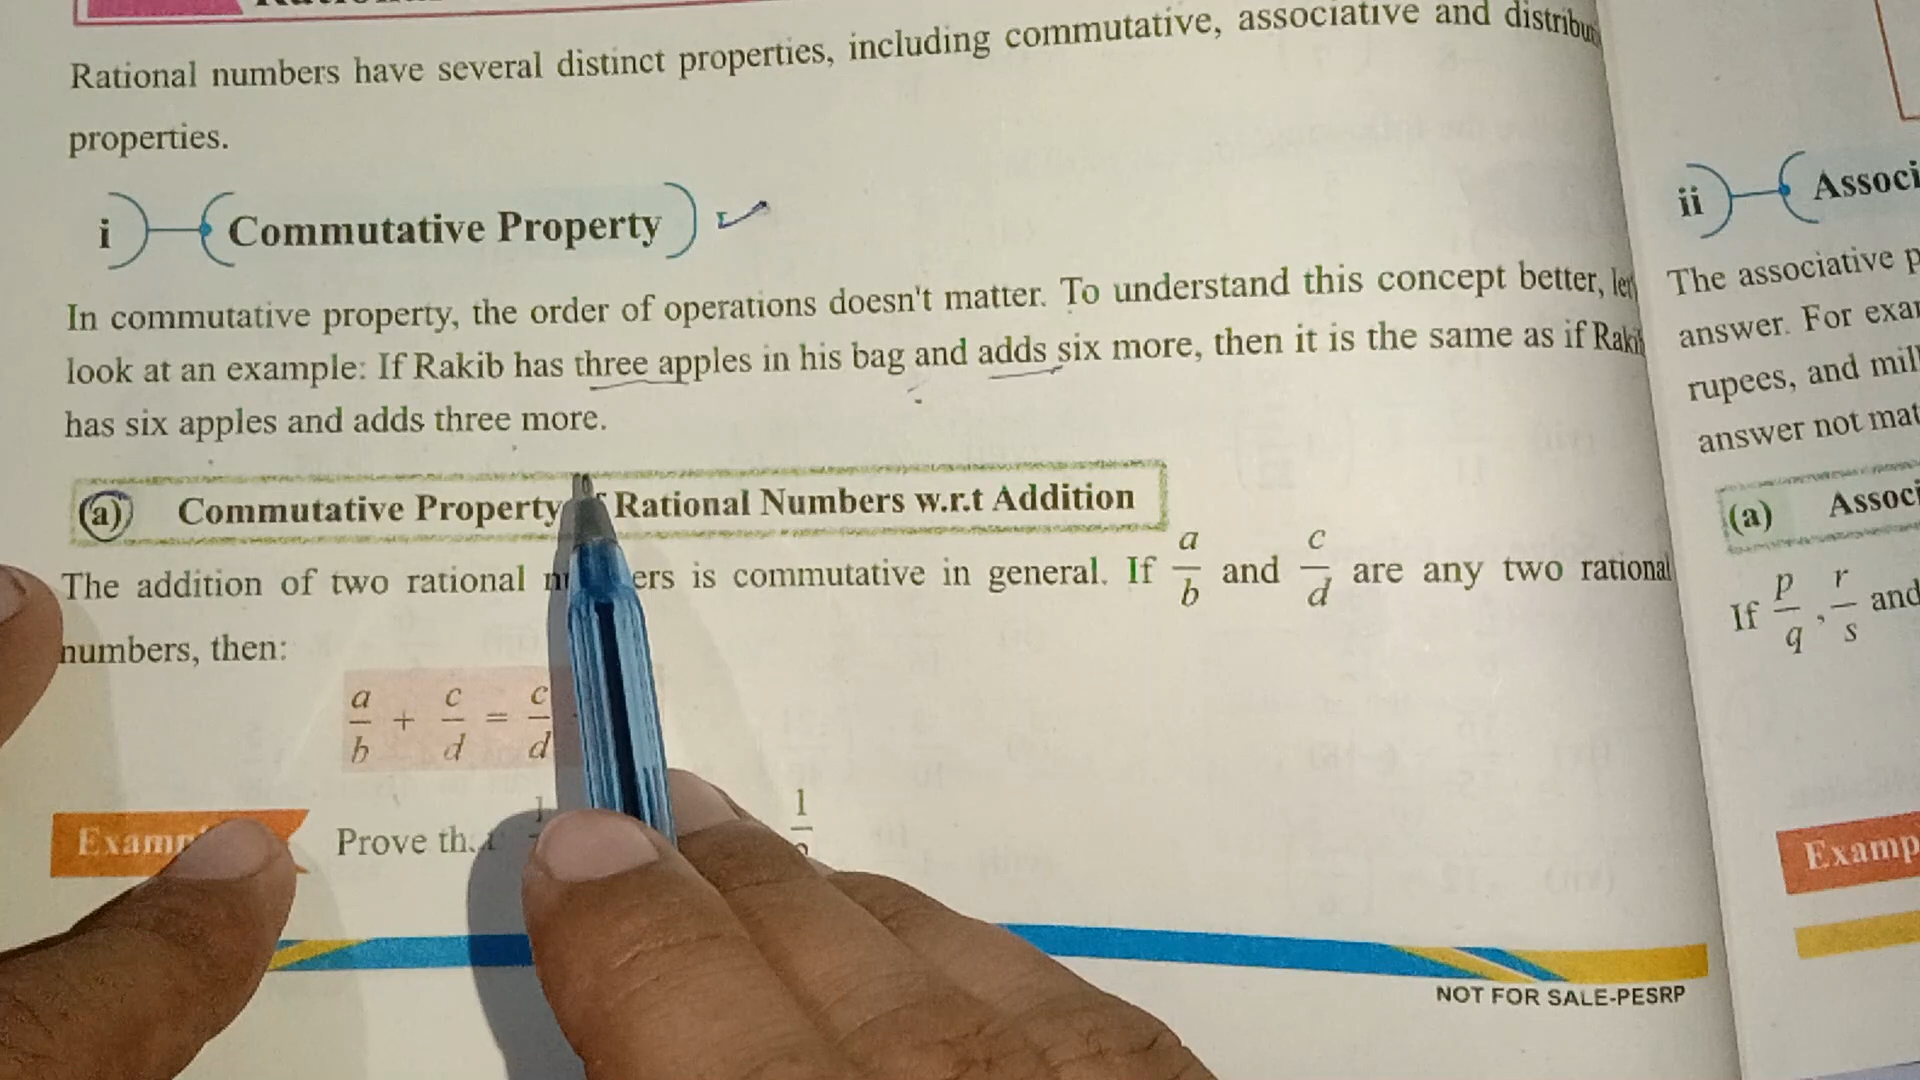 Rational numbers have several distinct properties, including commutative, associative and
properties.
i Commutative Property
In commutative property, the order of operations doesn't matter. To understand this concept better,
look at an example: If Rakib has three apples in his bag and adds six more, then it is the same as if
has six apples and adds three more.
(a) Commutative Property Rational Numbers w.r.t Addition
The addition of two rational is commutative in general. If a/b and c/d are any two rational
numbers, then:
a/b + c/d = c/d
Prove
NOT FOR SALE-PESRP
ii
The associative
answer. For
rupees, and
answer not
(a)
If p/q, r/s and